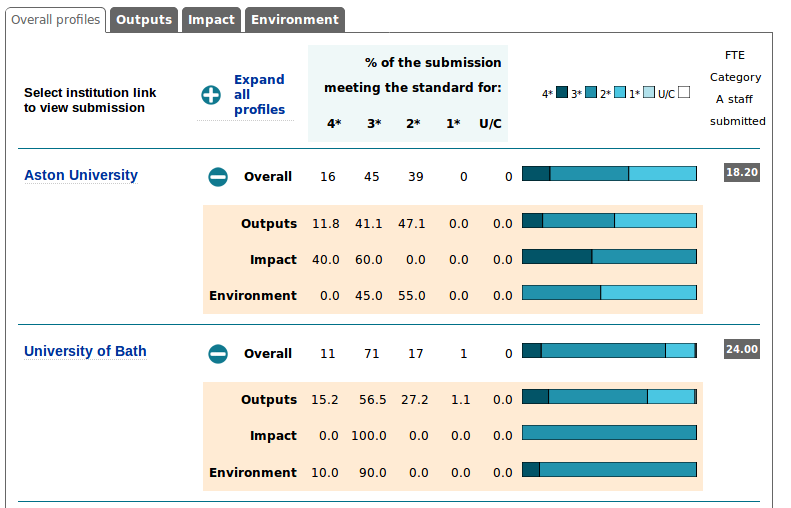 Overall profiles Outputs Impact Environment
% of the submission
meeting the standard for:
4* 3* 2* 1* U/C
Select institution link
to view submission
Expand
all
profiles
4* 3* 2* 1* U/C
FTE
Category
A staff
submitted
Aston University Overall 16 45 39 0 0 18.20
Outputs 11.8 41.1 47.1 0.0 0.0
Impact 40.0 60.0 0.0 0.0 0.0
Environment 0.0 45.0 55.0 0.0 0.0
University of Bath Overall 11 71 17 1 0 24.00
Outputs 15.2 56.5 27.2 1.1 0.0
Impact 0.0 100.0 0.0 0.0 0.0
Environment 10.0 90.0 0.0 0.0 0.0